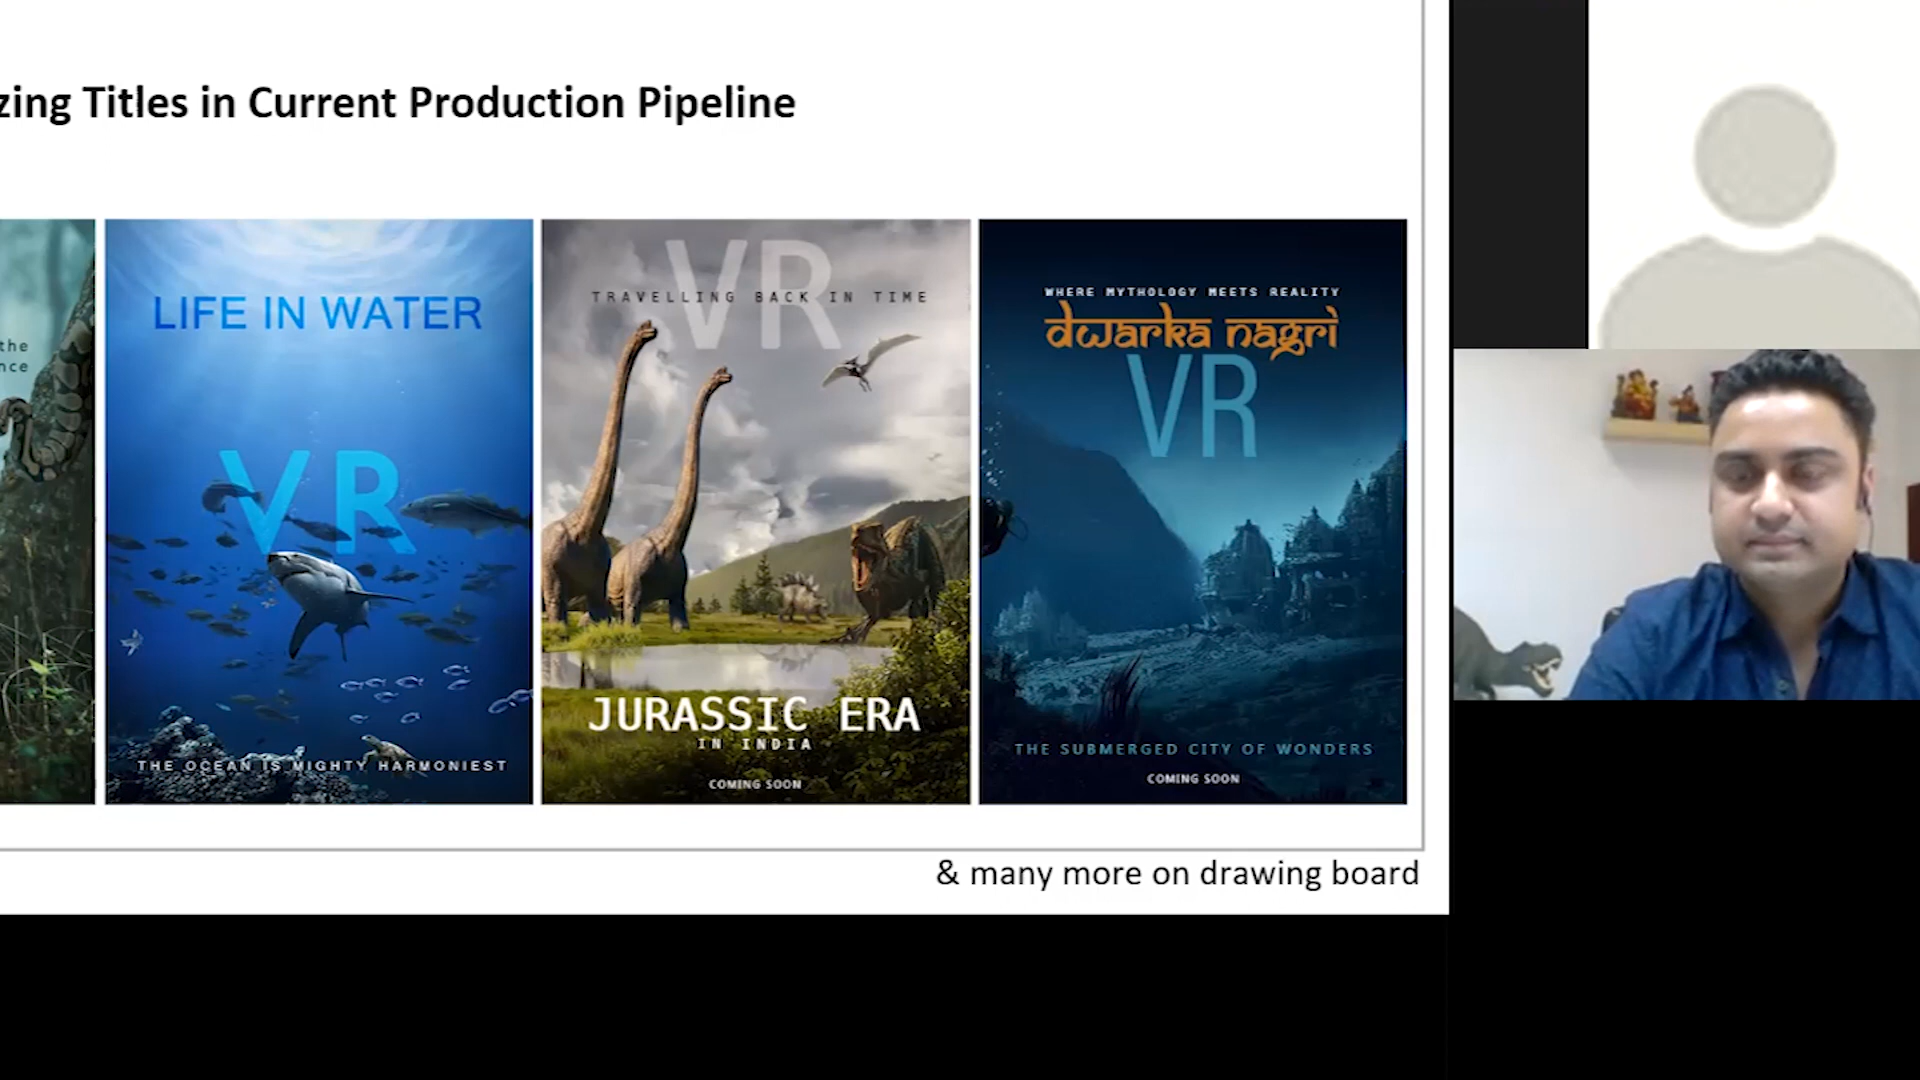 zing Titles in Current Production Pipeline
the
nce
LIFE IN WATER
VR
THE OCEAN IS MIGHTY HARMONIEST
VR
TRAVELLING BACK IN TIME
JURASSIC ERA
IN INDIA
COMING SOON
WHERE MYTHOLOGY MEETS REALITY
dwarka nagri
VR
THE SUBMERGED CITY OF WONDERS
COMING SOON
& many more on drawing board